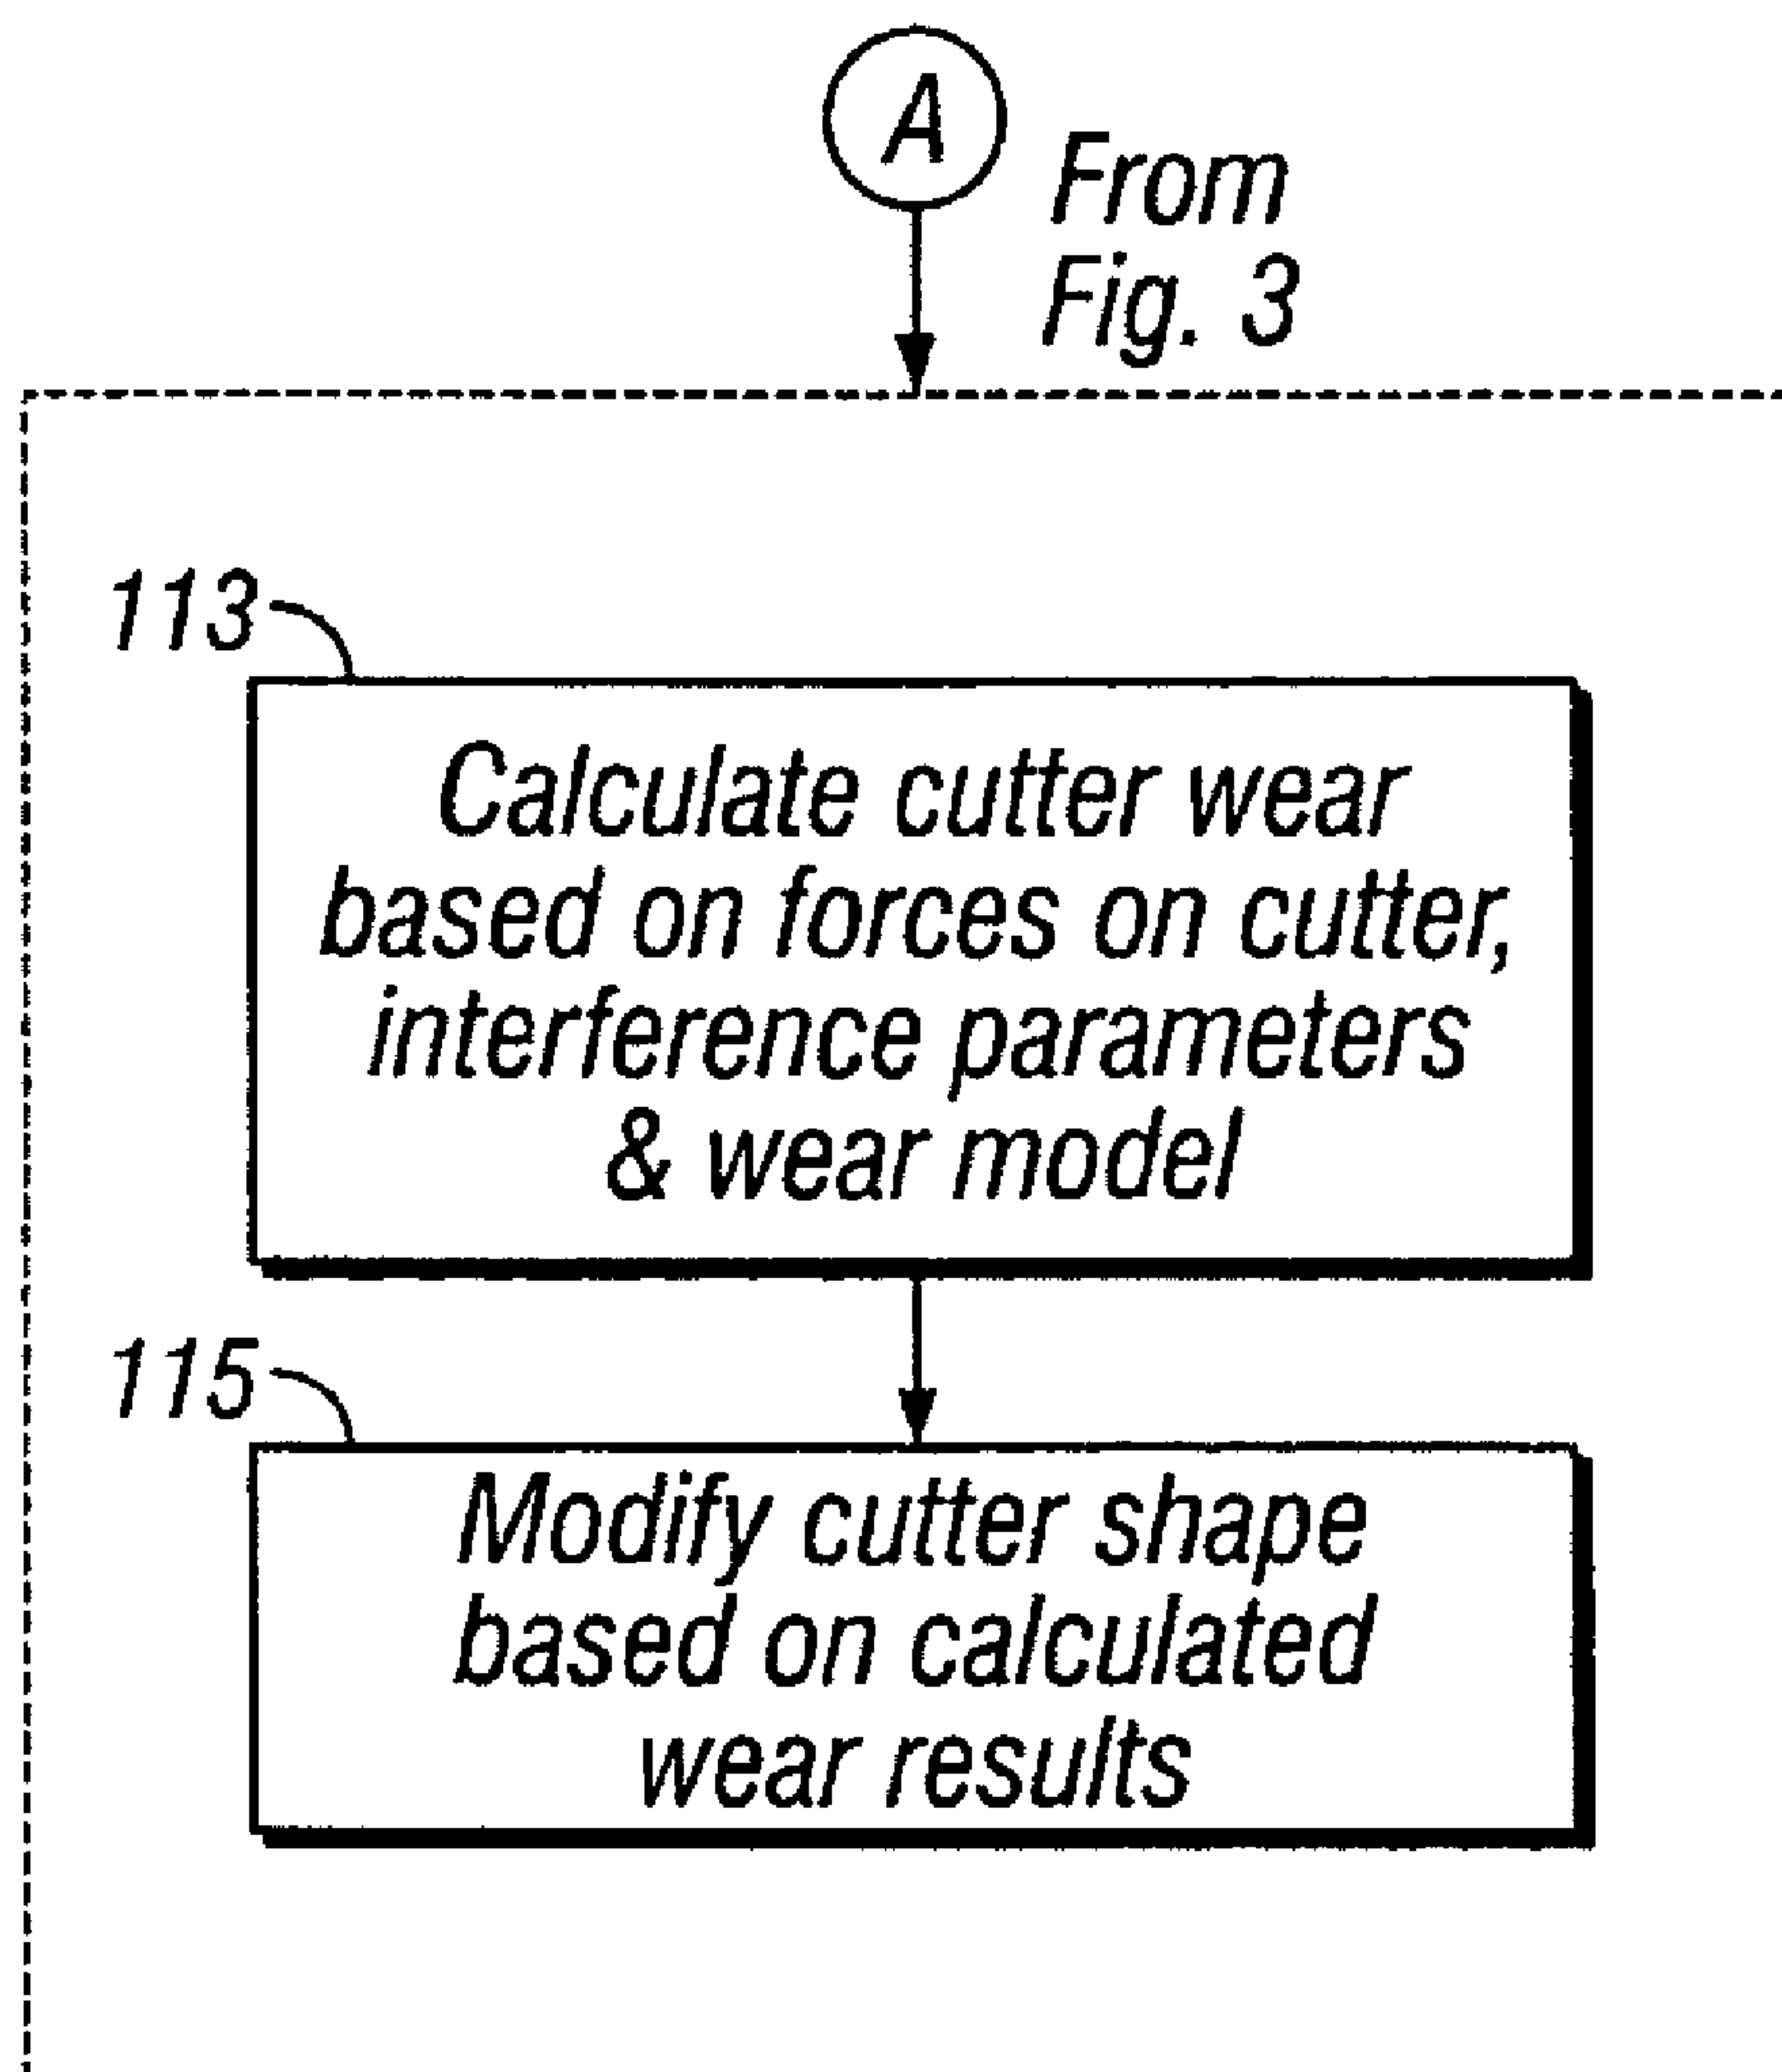 A
From
Fig. 3
113
Calculate cutter wear
based on forces on cutter,
interference parameters
& wear model
115
Modify cutter shape
based on calculated
wear results